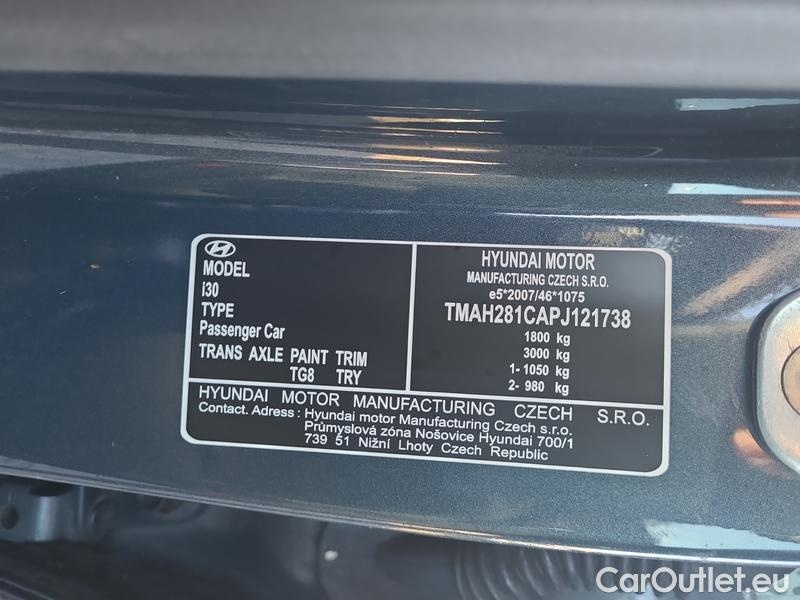 MODEL
i30
TYPE
Passenger Car
TRANS AXLE PAINT TRIM
TG8 TRY
HYUNDAI MOTOR
MANUFACTURING CZECH S.R.O.
e5*2007/46*1075
TMAH281CAPJ121738
1800 kg
3000 kg
1- 1050 kg
2- 980 kg
HYUNDAI MOTOR MANUFACTURING CZECH S.R.O.
Contact. Adress : Hyundai motor Manufacturing Czech s.r.o.
Průmyslová zóna Nošovice Hyundai 700/1
739 51 Nižní Lhoty Czech Republic
CarOutlet.eu